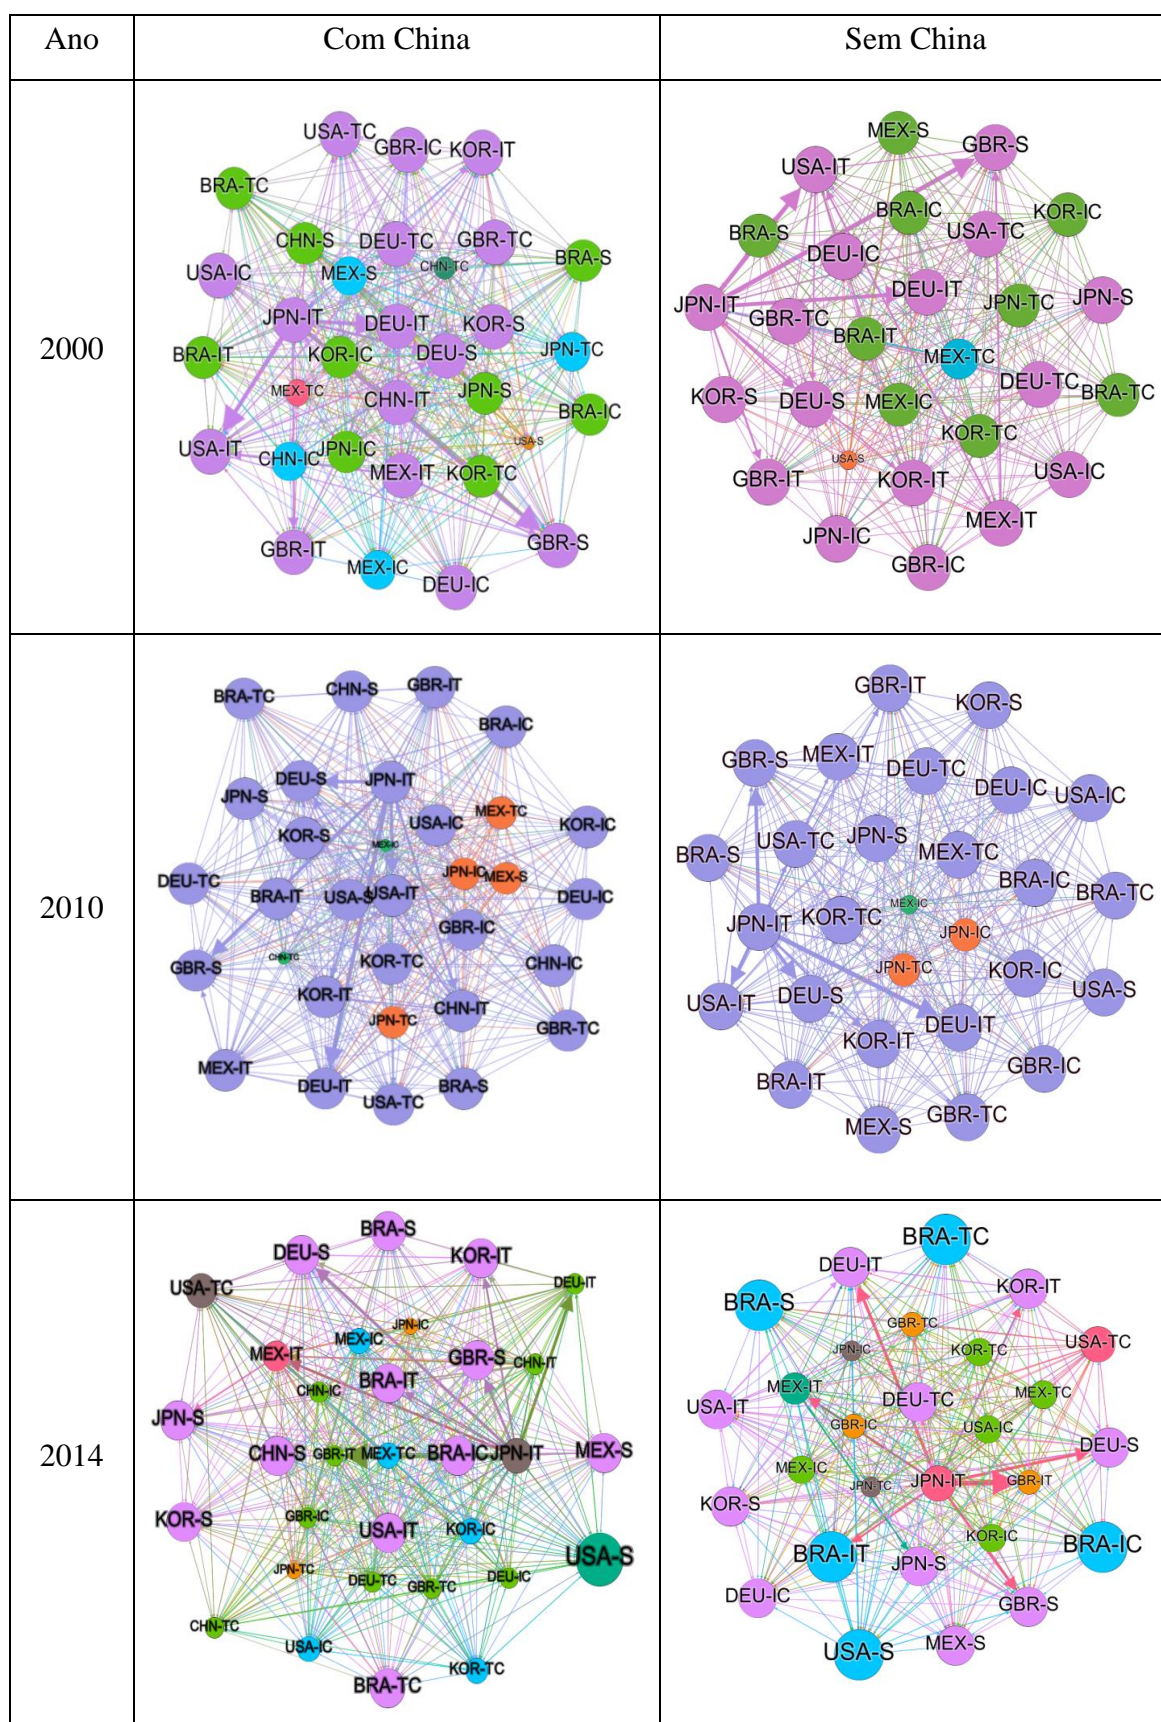 Ano Com China Sem China
2000
USA-TC GBR-IC KOR-IT
BRA-TC
CHN-S DEU-TC GBR-TC
USA-IC MEX-S CHN-TC BRA-S
JPN-IT DEU-IT KOR-S
BRA-IT KOR-IC DEU-S JPN-TC
MEX-TC CHN-IT JPN-S BRA-IC
USA-IT CHN-IC JPN-IC USA-S
MEX-IT KOR-TC
GBR-IT MEX-IC DEU-IC GBR-S
MEX-S GBR-S
USA-IT
BRA-S BRA-IC USA-TC KOR-IC
DEU-IC
JPN-IT GBR-TC DEU-IT JPN-TC JPN-S
BRA-IT MEX-TC
KOR-S DEU-S MEX-IC DEU-TC BRA-TC
KOR-TC
USA-S
GBR-IT KOR-IT USA-IC
JPN-IC GBR-IC MEX-IT
2010
BRA-TC CHN-S GBR-IT
BRA-IC
DEU-S JPN-IT
JPN-S MEX-TC
KOR-S USA-IC KOR-IC
MEX-IC
DEU-TC JPN-IC MEX-S
BRA-IT USA-S USA-IT DEU-IC
GBR-IC
GBR-S CHN-TC KOR-TC CHN-IC
KOR-IT CHN-IT
JPN-TC GBR-TC
MEX-IT DEU-IT USA-TC BRA-S
GBR-IT KOR-S
GBR-S MEX-IT DEU-TC
DEU-IC USA-IC
BRA-S USA-TC JPN-S MEX-TC
BRA-IC BRA-TC
MEX-IC
JPN-IT KOR-TC JPN-IC
JPN-TC KOR-IC
USA-IT DEU-S USA-S
DEU-IT
KOR-IT
BRA-IT GBR-IC
MEX-S GBR-TC
2014
BRA-S
DEU-S KOR-IT
USA-TC DEU-IT
JPN-IC
MEX-IC
MEX-IT GBR-S CHN-IT
CHN-IC BRA-IT
JPN-S
CHN-S GBR-IT MEX-TC BRA-IC JPN-IT MEX-S
KOR-S GBR-IC USA-IT KOR-IC
USA-S
JPN-TC DEU-TC GBR-TC DEU-IC
CHN-TC
USA-IC KOR-TC
BRA-TC
BRA-TC
DEU-IT
KOR-IT
BRA-S
GBR-TC USA-TC
JPN-IC KOR-TC
MEX-IT DEU-TC MEX-TC
USA-IT GBR-IC USA-IC
DEU-S
MEX-IC JPN-TC JPN-IT GBR-IT
KOR-S
BRA-IT KOR-IC BRA-IC
JPN-S
DEU-IC GBR-S
USA-S MEX-S